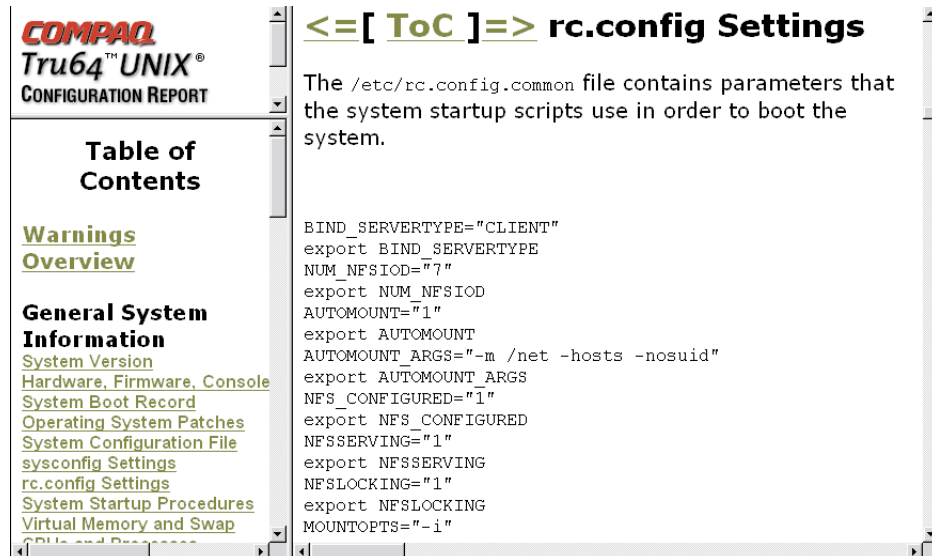 COMPAQ
Tru64™ UNIX®
CONFIGURATION REPORT
Table of
Contents
Warnings
Overview
General System
Information
System Version
Hardware, Firmware, Console
System Boot Record
Operating System Patches
System Configuration File
sysconfig Settings
rc.config Settings
System Startup Procedures
Virtual Memory and Swap
<=[ ToC ]=> rc.config Settings
The /etc/rc.config.common file contains parameters that
the system startup scripts use in order to boot the
system.
BIND_SERVERTYPE="CLIENT"
export BIND_SERVERTYPE
NUM_NFSIOD="7"
export NUM_NFSIOD
AUTOMOUNT="1"
export AUTOMOUNT
AUTOMOUNT_ARGS="-m /net -hosts -nosuid"
export AUTOMOUNT_ARGS
NFS_CONFIGURED="1"
export NFS_CONFIGURED
NFSSERVING="1"
export NFSSERVING
NFSLOCKING="1"
export NFSLOCKING
MOUNTOPTS="-i"